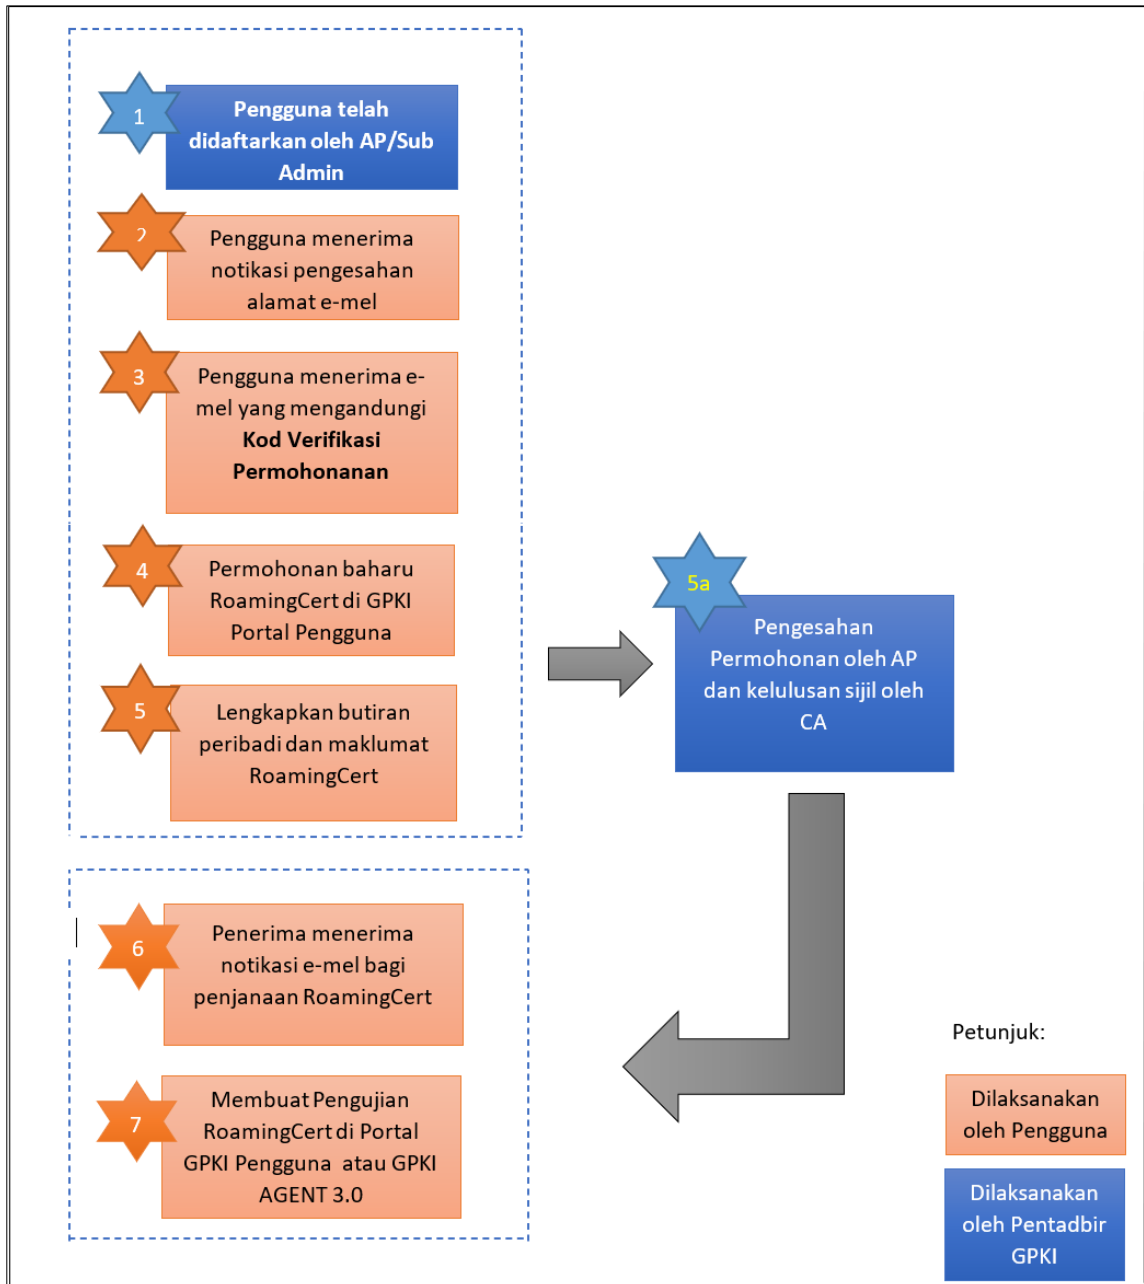 1
Pengguna telah
didaftarkan oleh AP/Sub
Admin
2
Pengguna menerima
notikasi pengesahan
alamat e-mel
3
Pengguna menerima e-
mel yang mengandungi
Kod Verifikasi
Permohonanan
4
Permohonan baharu
RoamingCert di GPKI
Portal Pengguna
5
Lengkapkan butiran
peribadi dan maklumat
RoamingCert
5a
Pengesahan
Permohonan oleh AP
dan kelulusan sijil oleh
CA
6
Penerima menerima
notikasi e-mel bagi
penjanaan RoamingCert
7
Membuat Pengujian
RoamingCert di Portal
GPKI Pengguna atau GPKI
AGENT 3.0
Petunjuk:
Dilaksanakan
oleh Pengguna
Dilaksanakan
oleh Pentadbir
GPKI